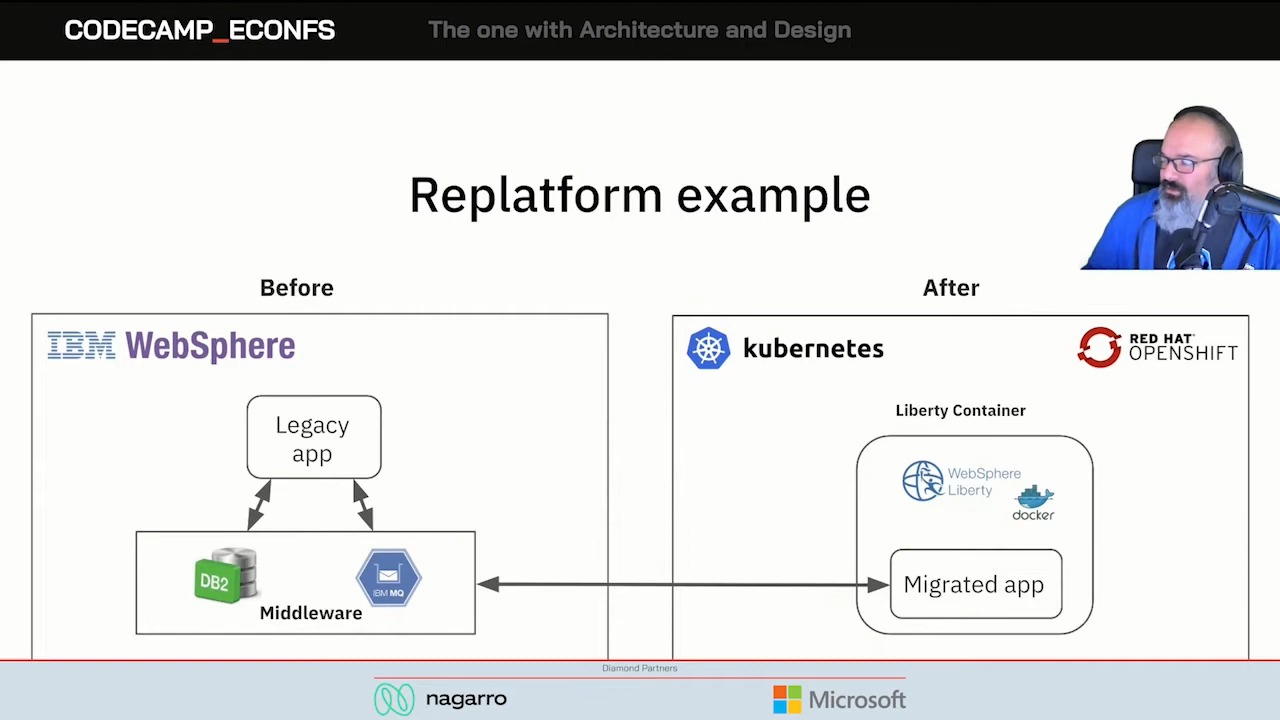 CODECAMP_ECONFS
The one with Architecture and Design
Replatform example
Before
After
IBM WebSphere
Legacy
app
DB2
IBM MQ
Middleware
kubernetes
RED HAT®
OPENSHIFT
Liberty Container
WebSphere
Liberty
docker
Migrated app
Diamond Partners
nagarro
Microsoft